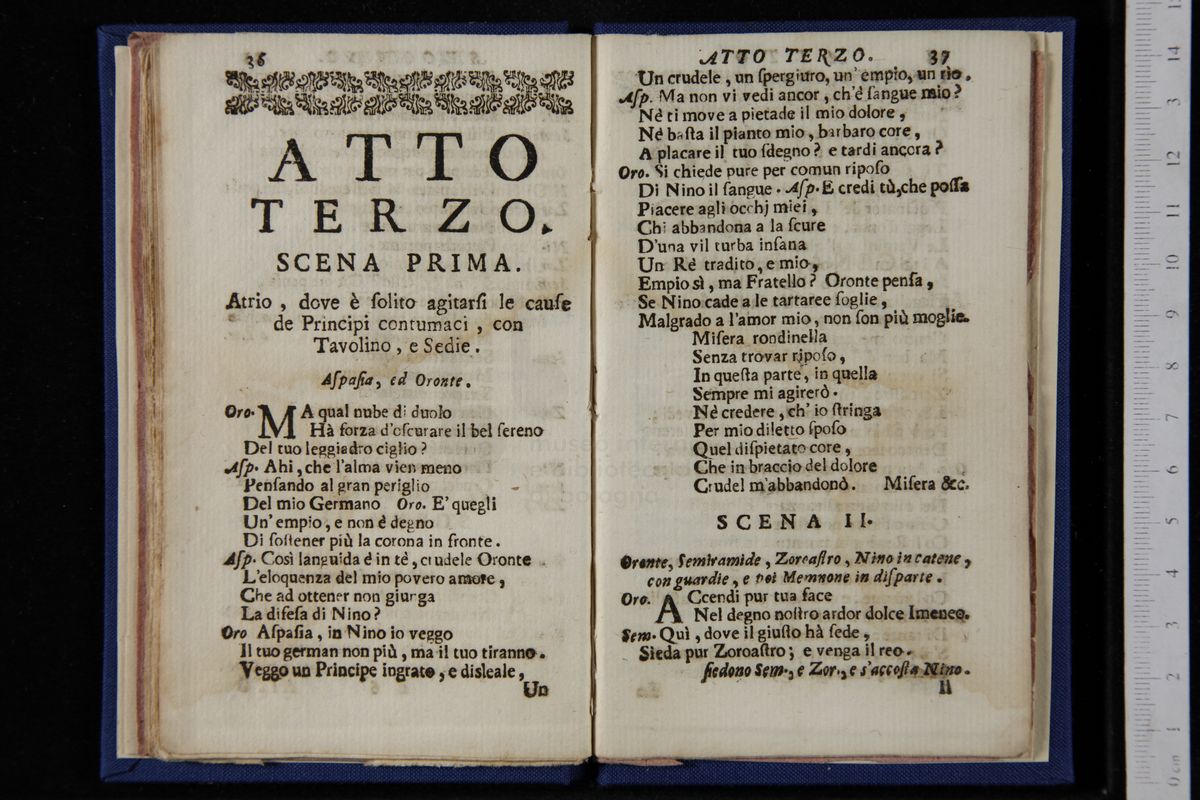 36
ATTO
TERZO.
SCENA PRIMA.
Atrio , dove è ſolito agitarſi le cauſe
de Principi contumaci , con
Tavolino , e Sedie .
Aſpaſia, ed Oronte.
Oro. MA qual nube di duolo
Hà forza d'oſcurare il bel ſereno
Del tuo leggiadro ciglio ?
Aſp. Ahi , che l'alma vien meno
Penſando al gran periglio
Del mio Germano Oro. E' quegli
Un' empio , e non è degno
Di ſoſtener più la corona in fronte .
Aſp. Così languida é in tè , crudele Oronte
L'eloquenza del mio povero amore ,
Che ad ottener non giunga
La difeſa di Nino ?
Oro Aſpaſia , in Nino io veggo
Il tuo german non più , ma il tuo tiranno.
Veggo un Principe ingrato , e disleale ,
Un
ATTO TERZO. 37
Un crudele , un ſpergiuro, un' empio, un rio.
Aſp. Ma non vi vedi ancor , ch'è ſangue mio ?
Nè ti move a pietade il mio dolore ,
Nè baſta il pianto mio , barbaro core ,
A placare il tuo ſdegno ? e tardi ancora ?
Oro. Si chiede pure per comun ripoſo
Di Nino il ſangue . Aſp. E credi tù,che poſſa
Piacere agli occhj miei ,
Chi abbandona a la ſcure
D'una vil turba inſana
Un Rè tradito , e mio ,
Empio sì , ma Fratello ? Oronte penſa ,
Se Nino cade a le tartaree ſoglie ,
Malgrado a l'amor mio , non ſon più moglie.
Miſera rondinella
Senza trovar ripoſo ,
In queſta parte , in quella
Sempre mi agirerò .
Nè credere , ch' io ſtringa
Per mio diletto ſpoſo
Quel diſpietato core ,
Che in braccio del dolore
Crudel m'abbandonò . Miſera &c.
SCENA II.
Oronte, Semiramide , Zoroaſtro , Nino in catene ,
con guardie , e poi Memnone in diſparte .
Oro. ACcendi pur tua face
Nel degno noſtro ardor dolce Imeneo.
Sem. Quì , dove il giuſto hà ſede ,
Sieda pur Zoroaſtro ; e venga il reo .
ſiedono Sem., e Zor., e s'accoſta Nino.
Il